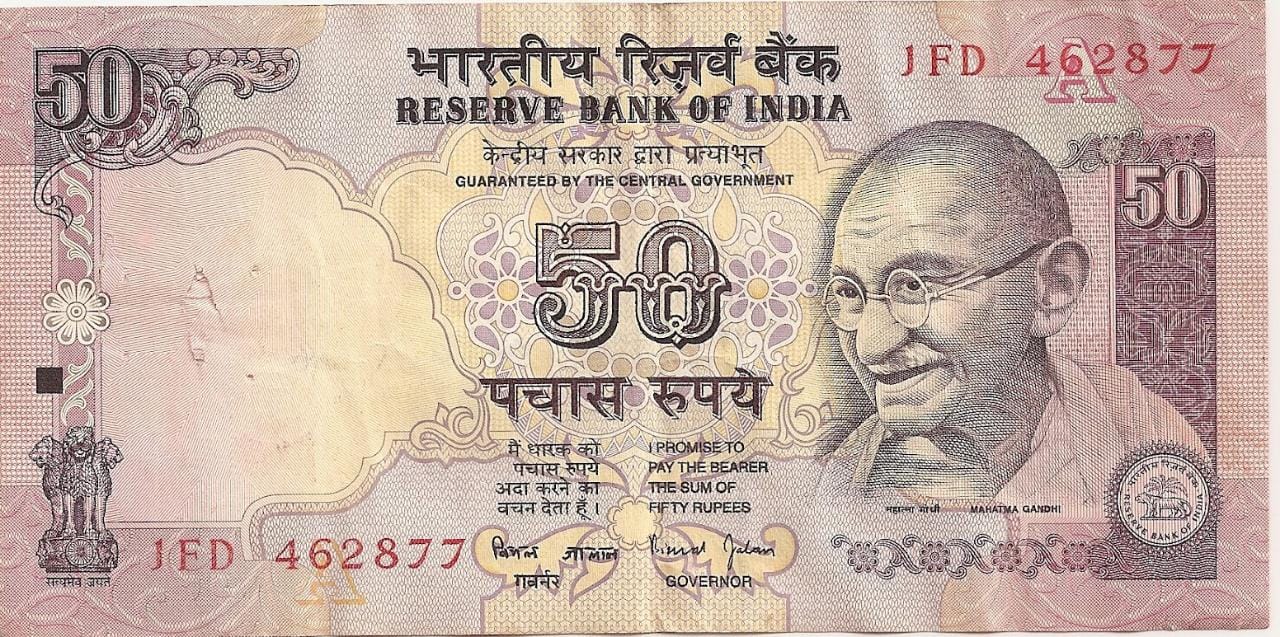 50
भारतीय रिज़र्व बैंक
RESERVE BANK OF INDIA
JFD 462877
A
केन्द्रीय सरकार द्वारा प्रत्याभूत
GUARANTEED BY THE CENTRAL GOVERNMENT
50
50
पचास रुपये
मैं धारक को
पचास रुपये
अदा करने का
वचन देता हूँ ।
I PROMISE TO
PAY THE BEARER
THE SUM OF
FIFTY RUPEES
महात्मा गांधी MAHATMA GANDHI
भारतीय रिज़र्व बैंक
RESERVE BANK OF INDIA
सत्यमेव जयते
JFD 462877
A
बिमल जालान Bimal Jalan
गवर्नर GOVERNOR